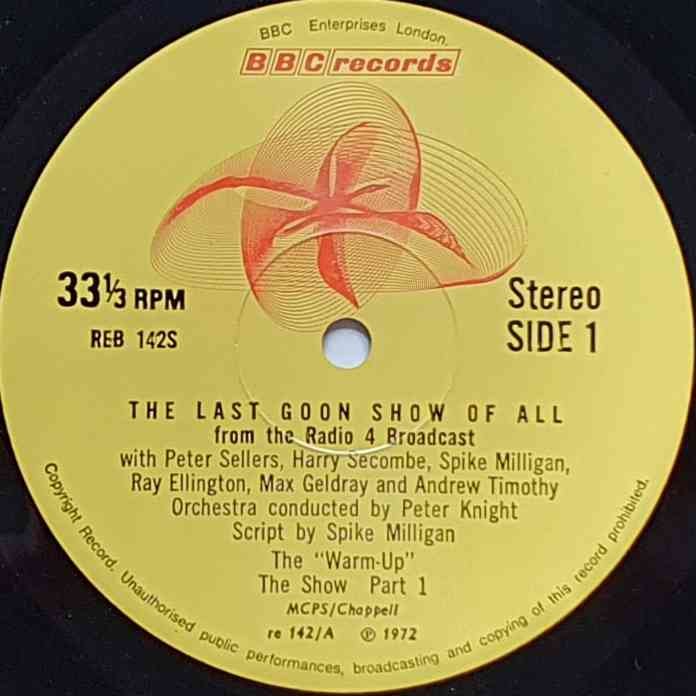 BBC Enterprises London.
BBC records
33⅓ RPM
REB 142S
Stereo
SIDE 1
THE LAST GOON SHOW OF ALL
from the Radio 4 Broadcast
with Peter Sellers, Harry Secombe, Spike Milligan,
Ray Ellington, Max Geldray and Andrew Timothy
Orchestra conducted by Peter Knight
Script by Spike Milligan
The "Warm-Up"
The Show Part 1
MCPS/Chappell
re 142/A ℗ 1972
Copyright Record. Unauthorised public performances, broadcasting and copying of this record prohibited.